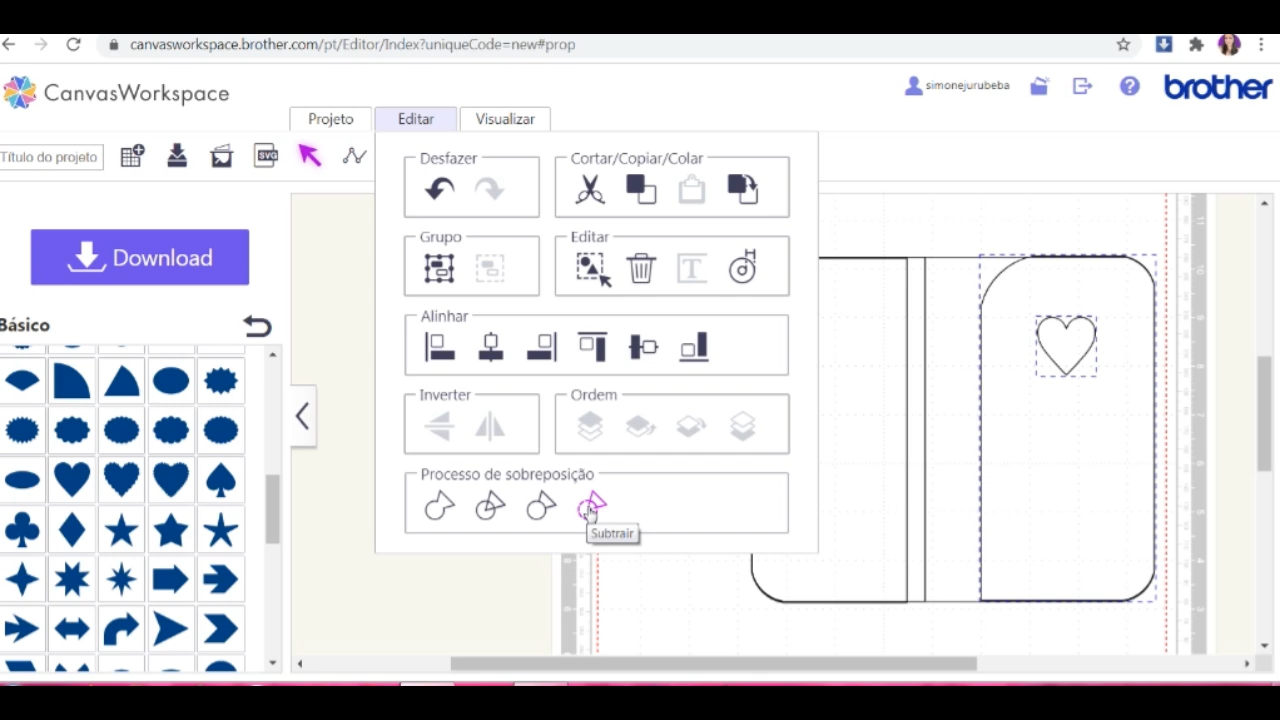 canvasworkspace.brother.com/pt/Editor/Index?uniqueCode=new#prop
CanvasWorkspace
simonejurubeba
?
brother
Projeto
Editar
Visualizar
Título do projeto
SVG
Desfazer
Cortar/Copiar/Colar
Grupo
Editar
T
H
Download
Básico
Alinhar
Inverter
Ordem
Processo de sobreposição
Subtrair